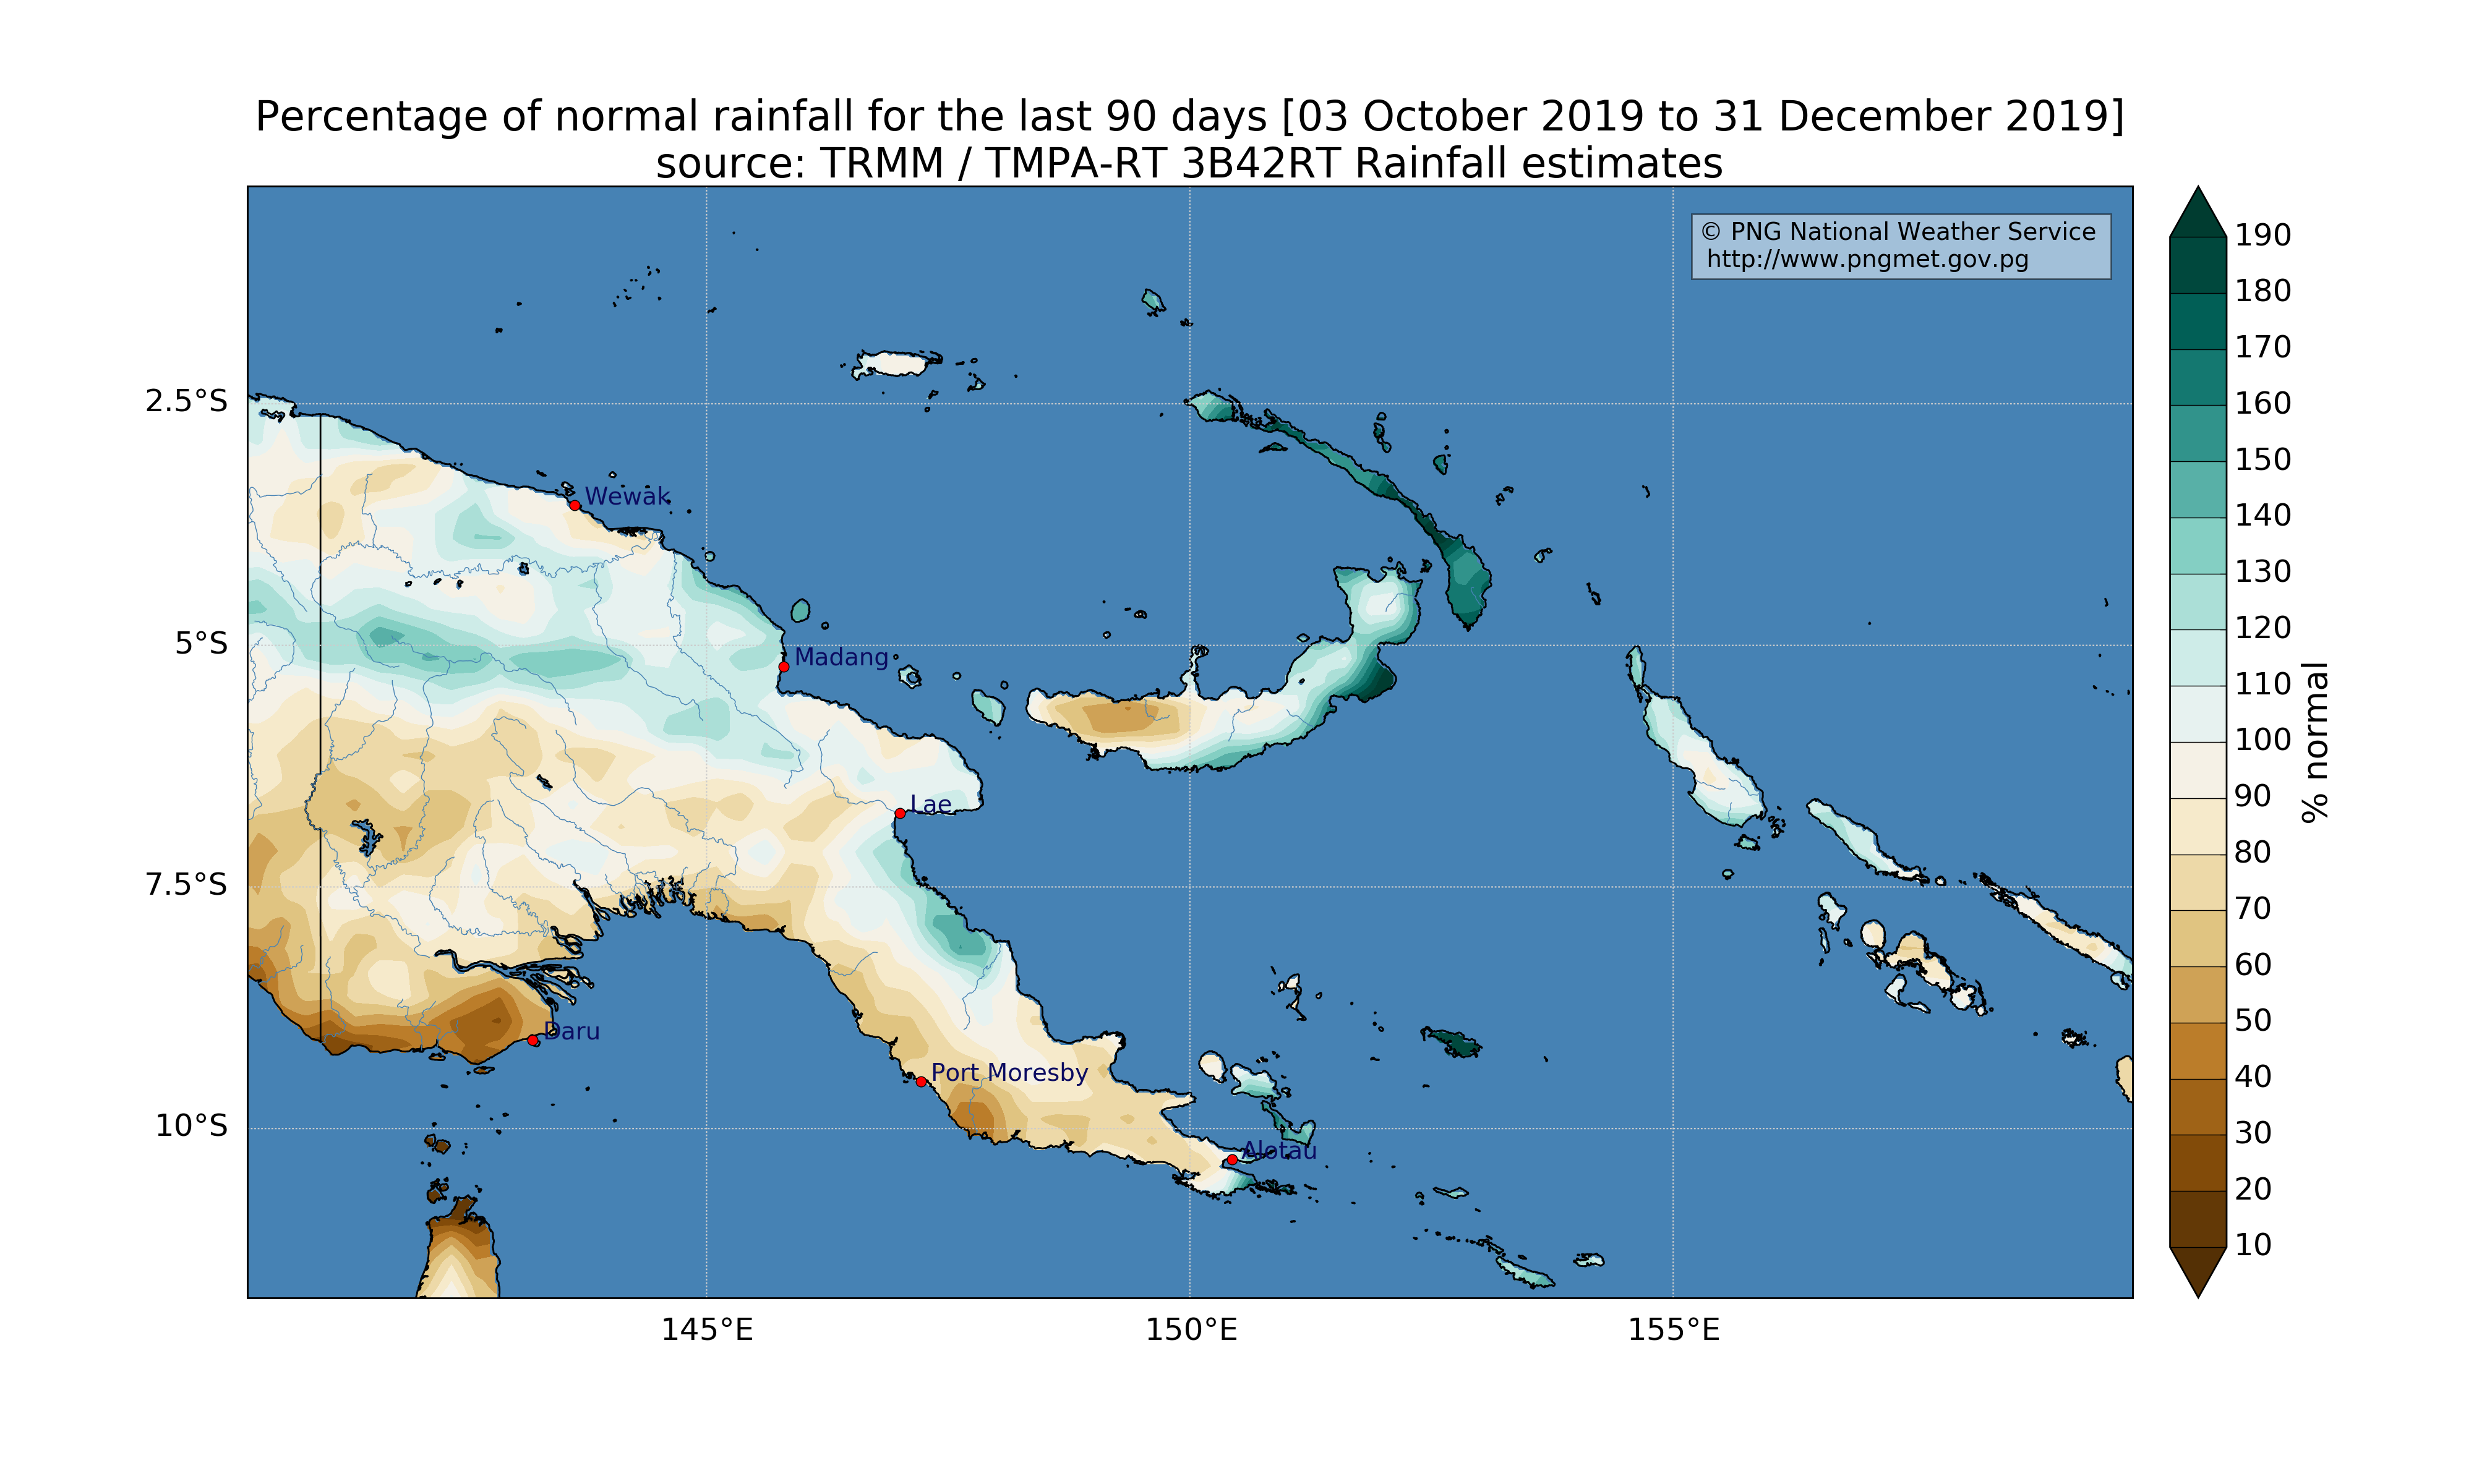 Percentage of normal rainfall for the last 90 days [03 October 2019 to 31 December 2019]
source: TRMM / TMPA-RT 3B42RT Rainfall estimates
© PNG National Weather Service
http://www.pngmet.gov.pg
2.5°S
5°S
7.5°S
10°S
145°E
150°E
155°E
Wewak
Madang
Lae
Daru
Port Moresby
Alotau
190
180
170
160
150
140
130
120
110
100
90
80
70
60
50
40
30
20
10
% normal